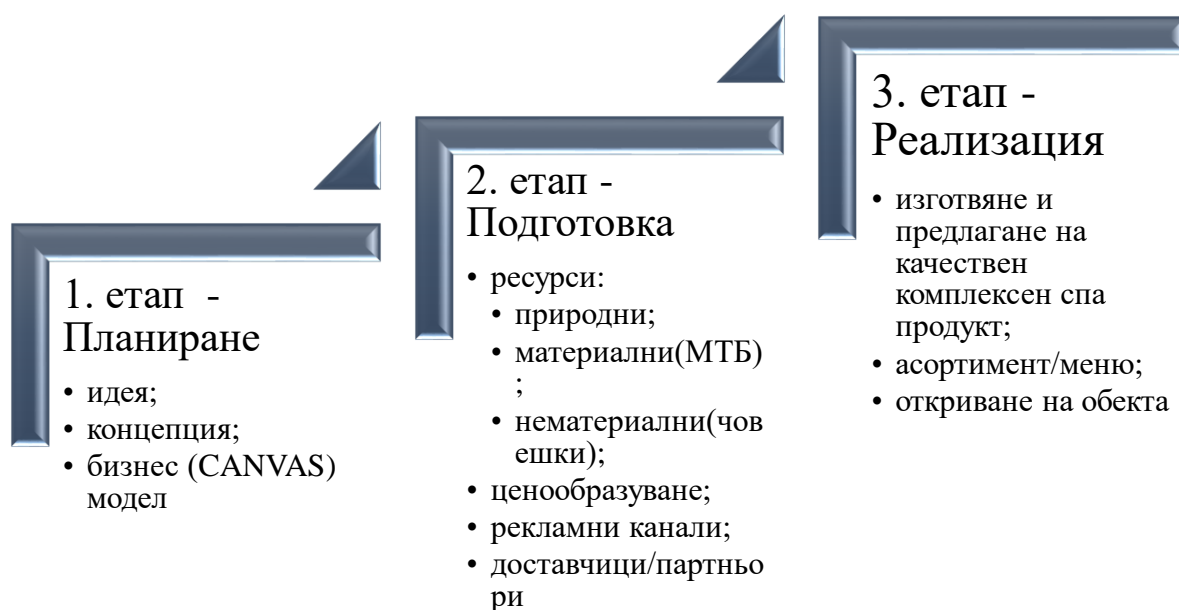 1. етап  -
Планиране
• идея;
• концепция;
• бизнес (CANVAS)
модел
2. етап -
Подготовка
• ресурси:
• природни;
• материални(МТБ)
;
• нематериални(чов
ешки);
• ценообразуване;
• рекламни канали;
• доставчици/партньо
ри
3. етап -
Реализация
• изготвяне и
предлагане на
качествен
комплексен спа
продукт;
• асортимент/меню;
• откриване на обекта